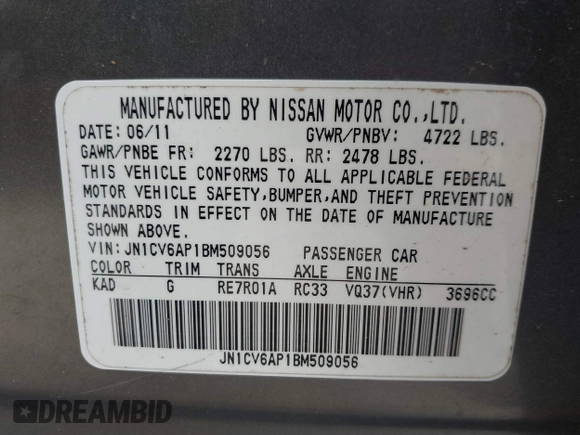 MANUFACTURED BY NISSAN MOTOR CO.,LTD.
DATE: 06/11 GVWR/PNBV: 4722 LBS.
GAWR/PNBE FR: 2270 LBS. RR: 2478 LBS.
THIS VEHICLE CONFORMS TO ALL APPLICABLE FEDERAL
MOTOR VEHICLE SAFETY,BUMPER,AND THEFT PREVENTION
STANDARDS IN EFFECT ON THE DATE OF MANUFACTURE
SHOWN ABOVE.
VIN: JN1CV6AP1BM509056 PASSENGER CAR
COLOR TRIM TRANS AXLE ENGINE
KAD G RE7R01A RC33 VQ37(VHR) 3696CC
JN1CV6AP1BM509056
DREAMBID